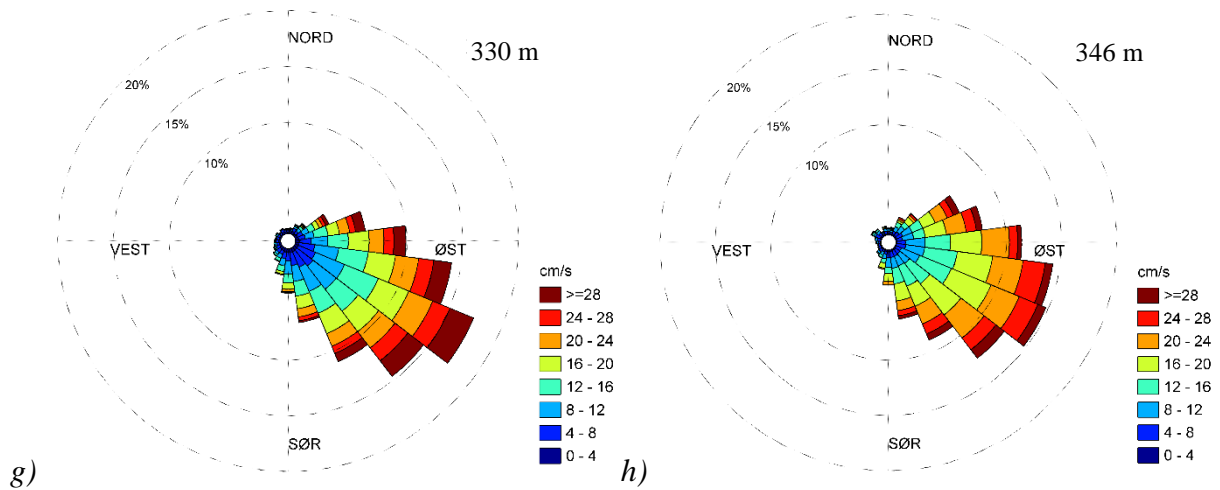 NORD
330 m
20%
15%
10%
VEST
ØST
SØR
cm/s
>=28
24 - 28
20 - 24
16 - 20
12 - 16
8 - 12
4 - 8
0 - 4
g)
NORD
346 m
20%
15%
10%
VEST
ØST
SØR
cm/s
>=28
24 - 28
20 - 24
16 - 20
12 - 16
8 - 12
4 - 8
0 - 4
h)